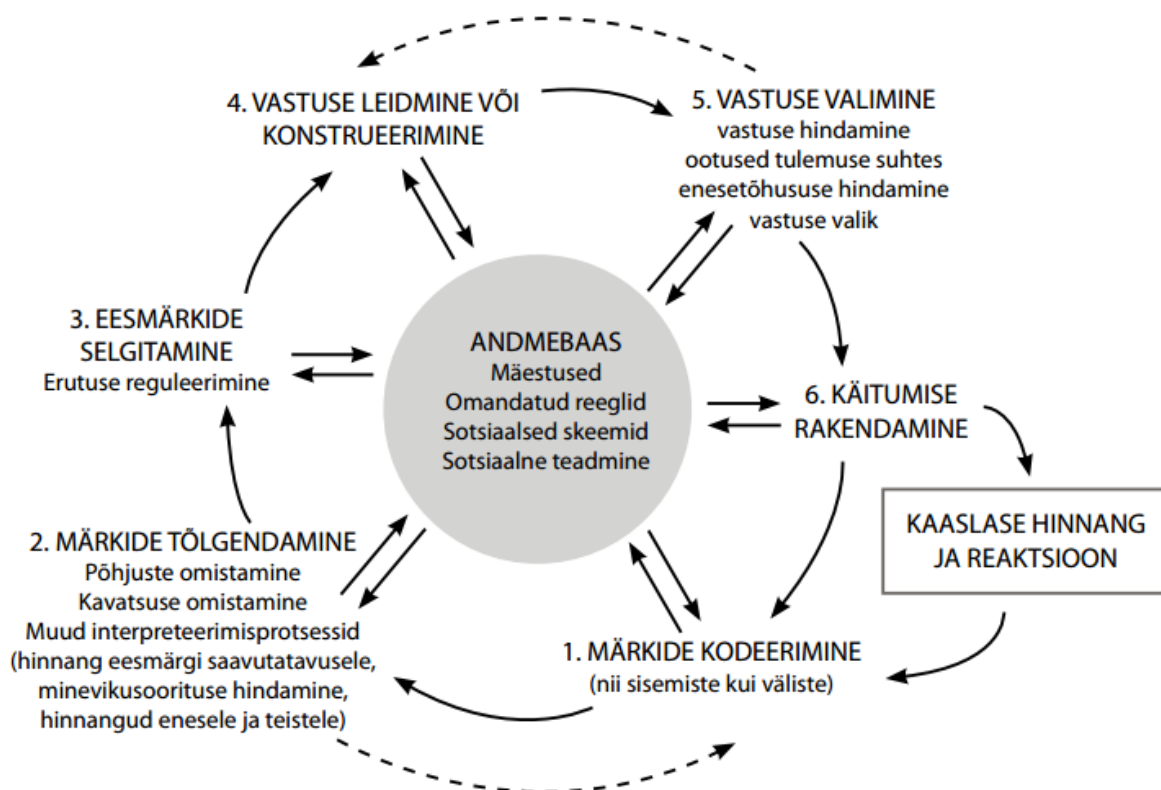 4. VASTUSE LEIDMINE VÕI
KONSTRUEERIMINE
5. VASTUSE VALIMINE
vastuse hindamine
ootused tulemuse suhtes
enesetõhususe hindamine
vastuse valik
3. EESMÄRKIDE
SELGITAMINE
Erutuse reguleerimine
ANDMEBAAS
Mäestused
Omandatud reeglid
Sotsiaalsed skeemid
Sotsiaalne teadmine
6. KÄITUMISE
RAKENDAMINE
KAASLASE HINNANG
JA REAKTSIOON
2. MÄRKIDE TÕLGENDAMINE
Põhjuste omistamine
Kavatsuse omistamine
Muud interpreteerimisprotsessid
(hinnang eesmärgi saavutatavusele,
minevikusoorituse hindamine,
hinnangud enesele ja teistele)
1. MÄRKIDE KODEERIMINE
(nii sisemiste kui väliste)